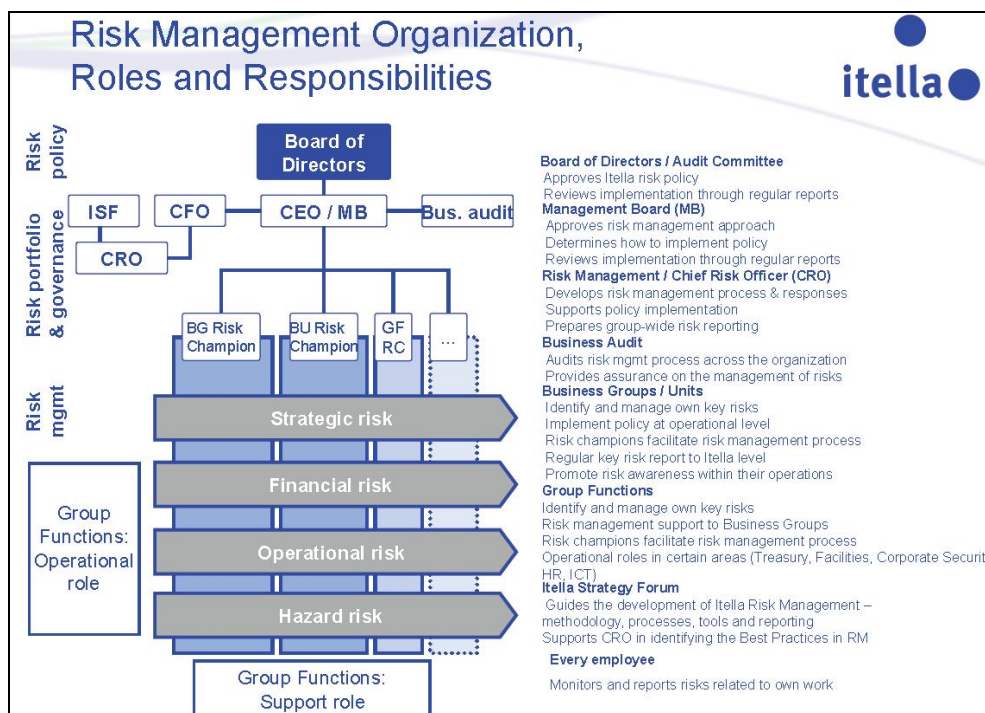 Risk Management Organization,
Roles and Responsibilities
itella
Risk
policy
Risk portfolio
& governance
Risk
mgmt
Board of
Directors
ISF
CFO
CEO / MB
Bus. audit
CRO
BG Risk
Champion
BU Risk
Champion
GF
RC
...
Strategic risk
Financial risk
Operational risk
Hazard risk
Group
Functions:
Operational
role
Group Functions:
Support role
Board of Directors / Audit Committee
Approves Itella risk policy
Reviews implementation through regular reports
Management Board (MB)
Approves risk management approach
Determines how to implement policy
Reviews implementation through regular reports
Risk Management / Chief Risk Officer (CRO)
Develops risk management process & responses
Supports policy implementation
Prepares group-wide risk reporting
Business Audit
Audits risk mgmt process across the organization
Provides assurance on the management of risks
Business Groups / Units
Identify and manage own key risks
Implement policy at operational level
Risk champions facilitate risk management process
Regular key risk report to Itella level
Promote risk awareness within their operations
Group Functions
Identify and manage own key risks
Risk management support to Business Groups
Risk champions facilitate risk management process
Operational roles in certain areas (Treasury, Facilities, Corporate Securit
HR, ICT)
Itella Strategy Forum
Guides the development of Itella Risk Management –
methodology, processes, tools and reporting
Supports CRO in identifying the Best Practices in RM
Every employee
Monitors and reports risks related to own work